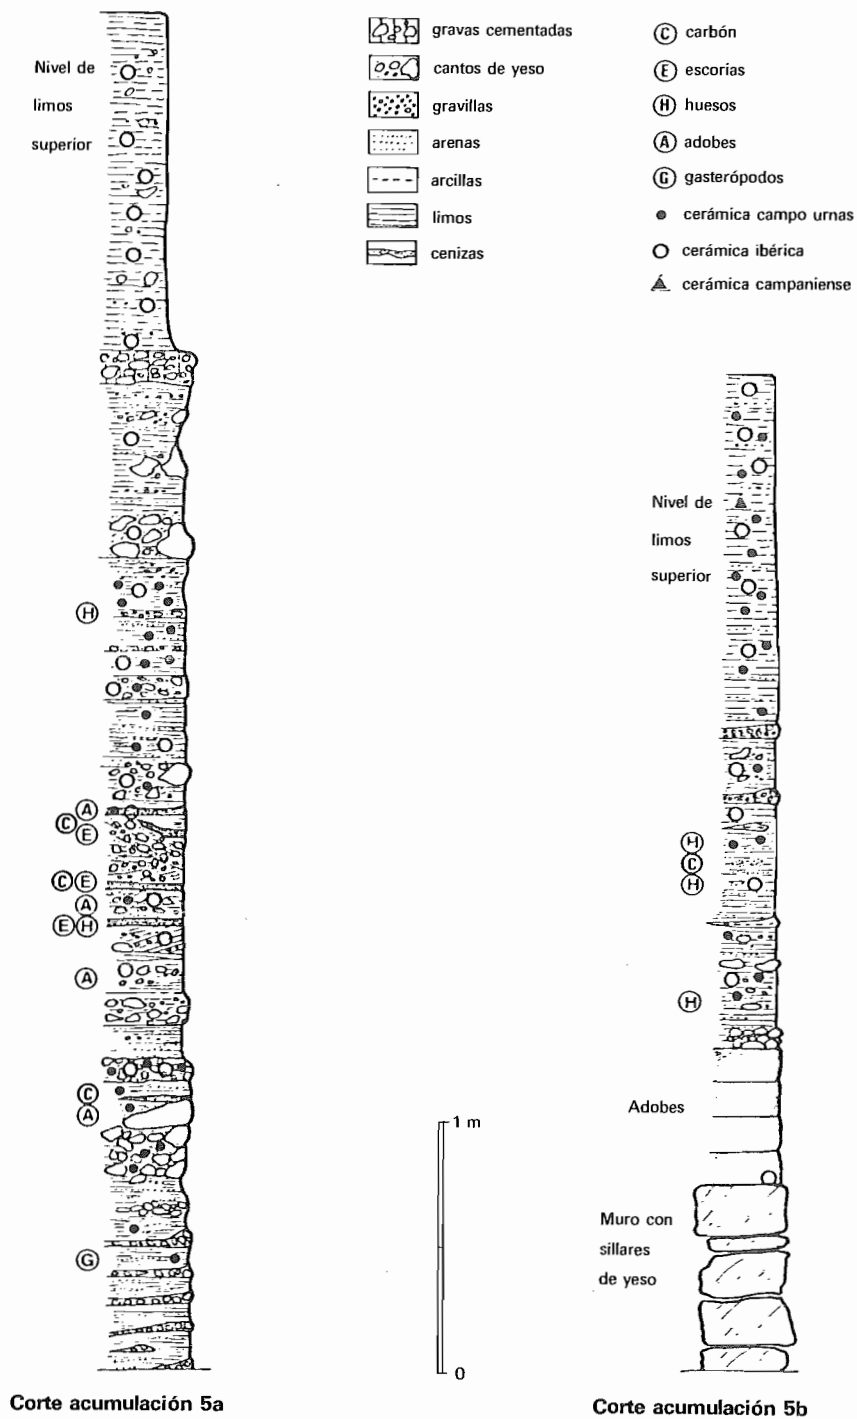 gravas cementadas
cantos de yeso
gravillas
arenas
arcillas
limos
cenizas
C carbón
E escorias
H huesos
A adobes
G gasterópodos
cerámica campo urnas
cerámica ibérica
cerámica campaniense
Nivel de
limos
superior
H
A
C
E
C E
A
E H
A
C
A
G
Corte acumulación 5a
1 m
0
Nivel de
limos
superior
H
C
H
H
Adobes
Muro con
sillares
de yeso
Corte acumulación 5b